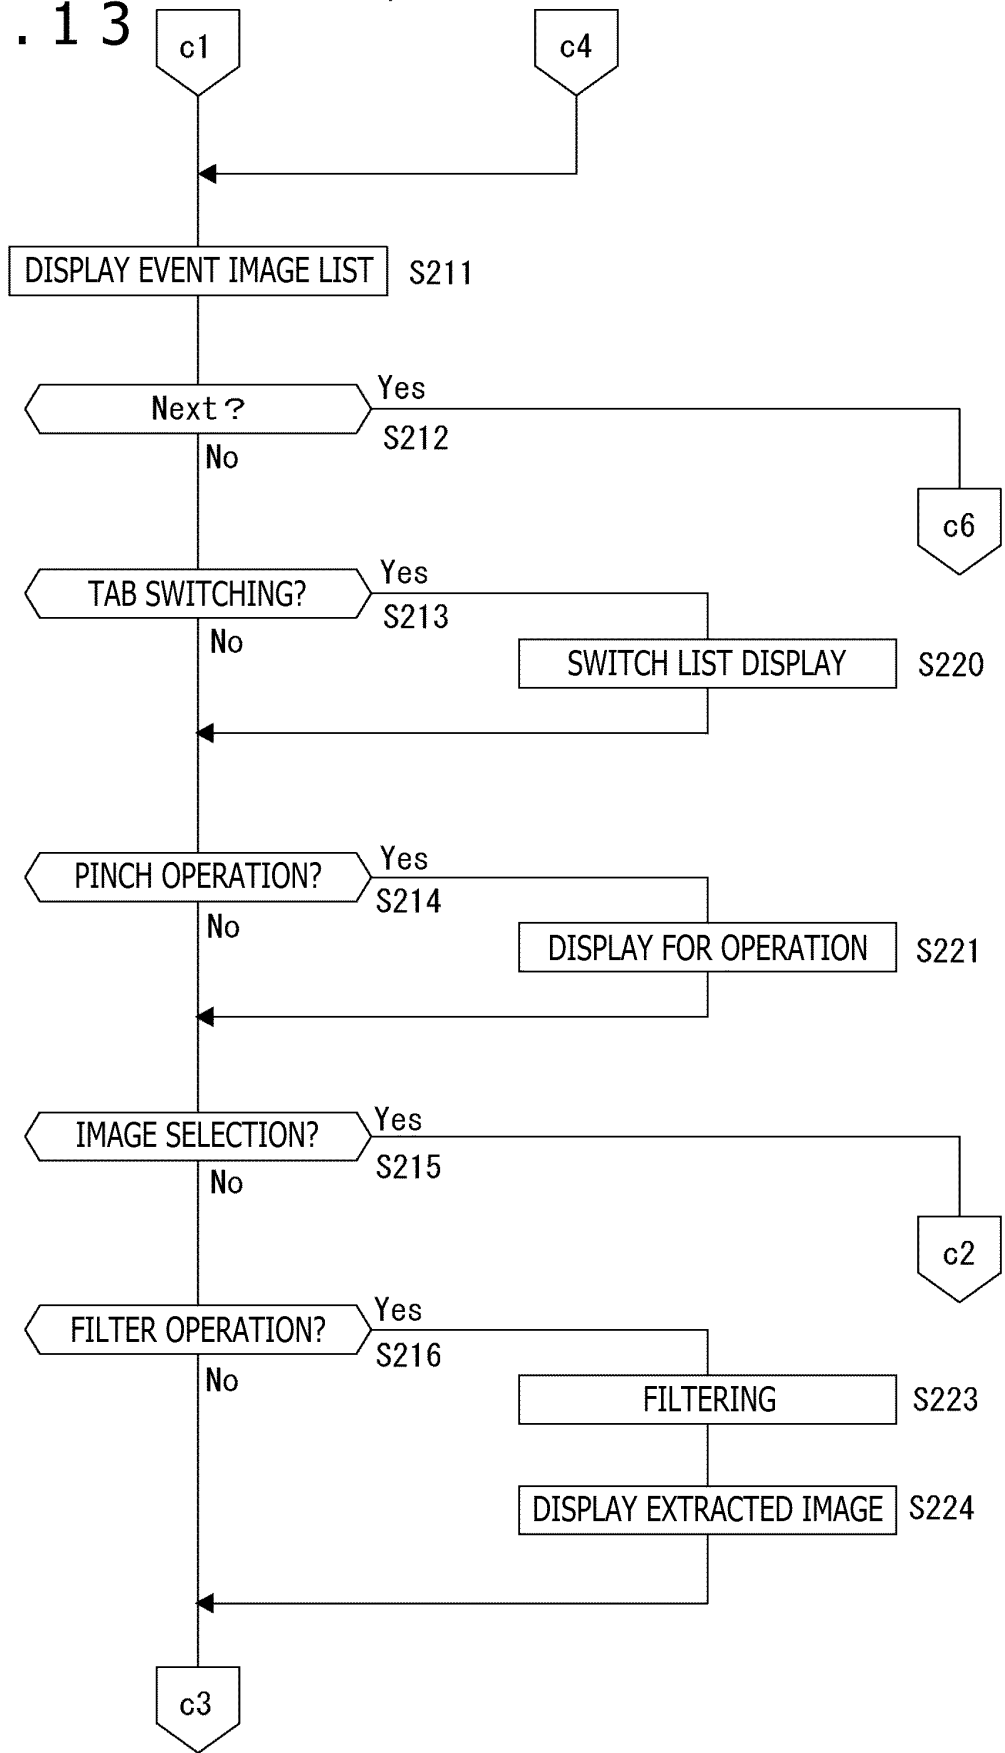 .13
c1
c4
DISPLAY EVENT IMAGE LIST S211
Next? Yes
S212
No
c6
TAB SWITCHING? Yes
S213
No
SWITCH LIST DISPLAY S220
PINCH OPERATION? Yes
S214
No
DISPLAY FOR OPERATION S221
IMAGE SELECTION? Yes
S215
No
c2
FILTER OPERATION? Yes
S216
No
FILTERING S223
DISPLAY EXTRACTED IMAGE S224
c3